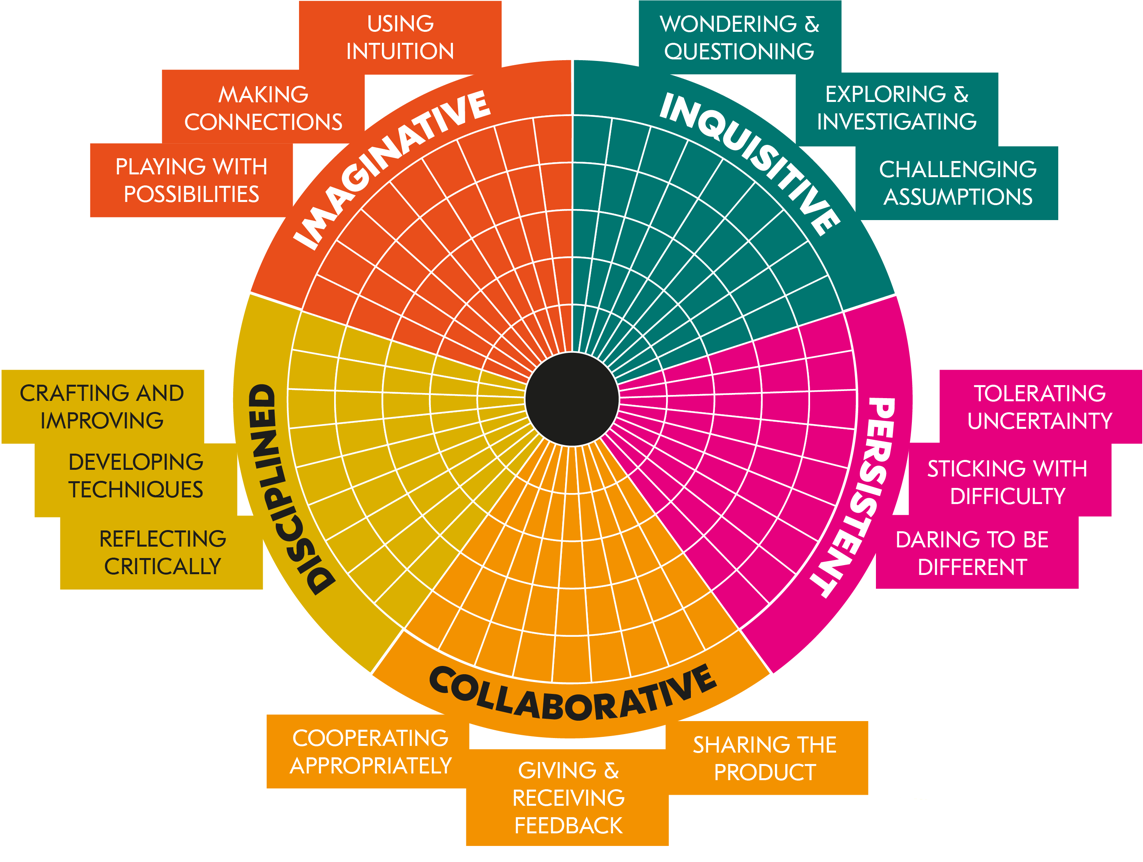 USING
INTUITION
MAKING
CONNECTIONS
PLAYING WITH
POSSIBILITIES
IMAGINATIVE
WONDERING &
QUESTIONING
EXPLORING &
INVESTIGATING
CHALLENGING
ASSUMPTIONS
INQUISITIVE
TOLERATING
UNCERTAINTY
STICKING WITH
DIFFICULTY
DARING TO BE
DIFFERENT
PERSISTENT
SHARING THE
PRODUCT
GIVING &
RECEIVING
FEEDBACK
COOPERATING
APPROPRIATELY
COLLABORATIVE
CRAFTING AND
IMPROVING
DEVELOPING
TECHNIQUES
REFLECTING
CRITICALLY
DISCIPLINED